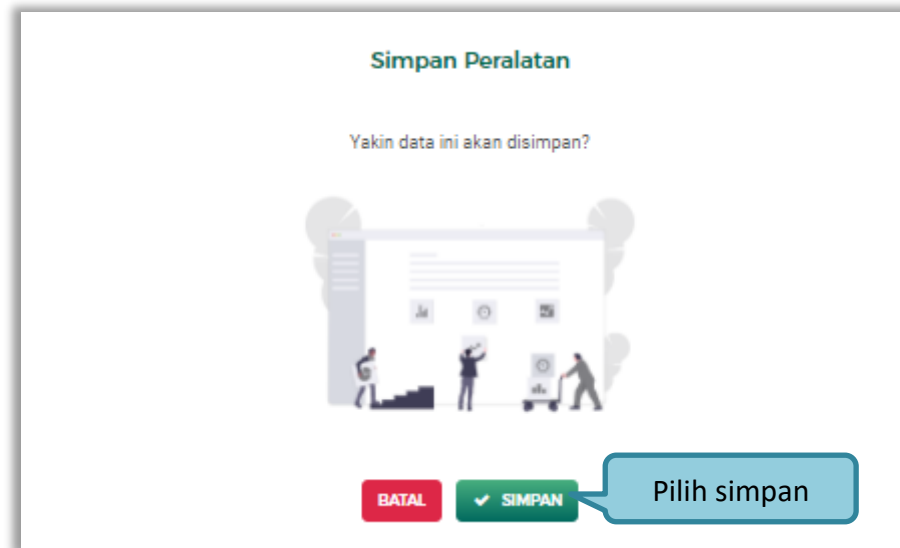 Simpan Peralatan
Yakin data ini akan disimpan?
BATAL
SIMPAN
Pilih simpan